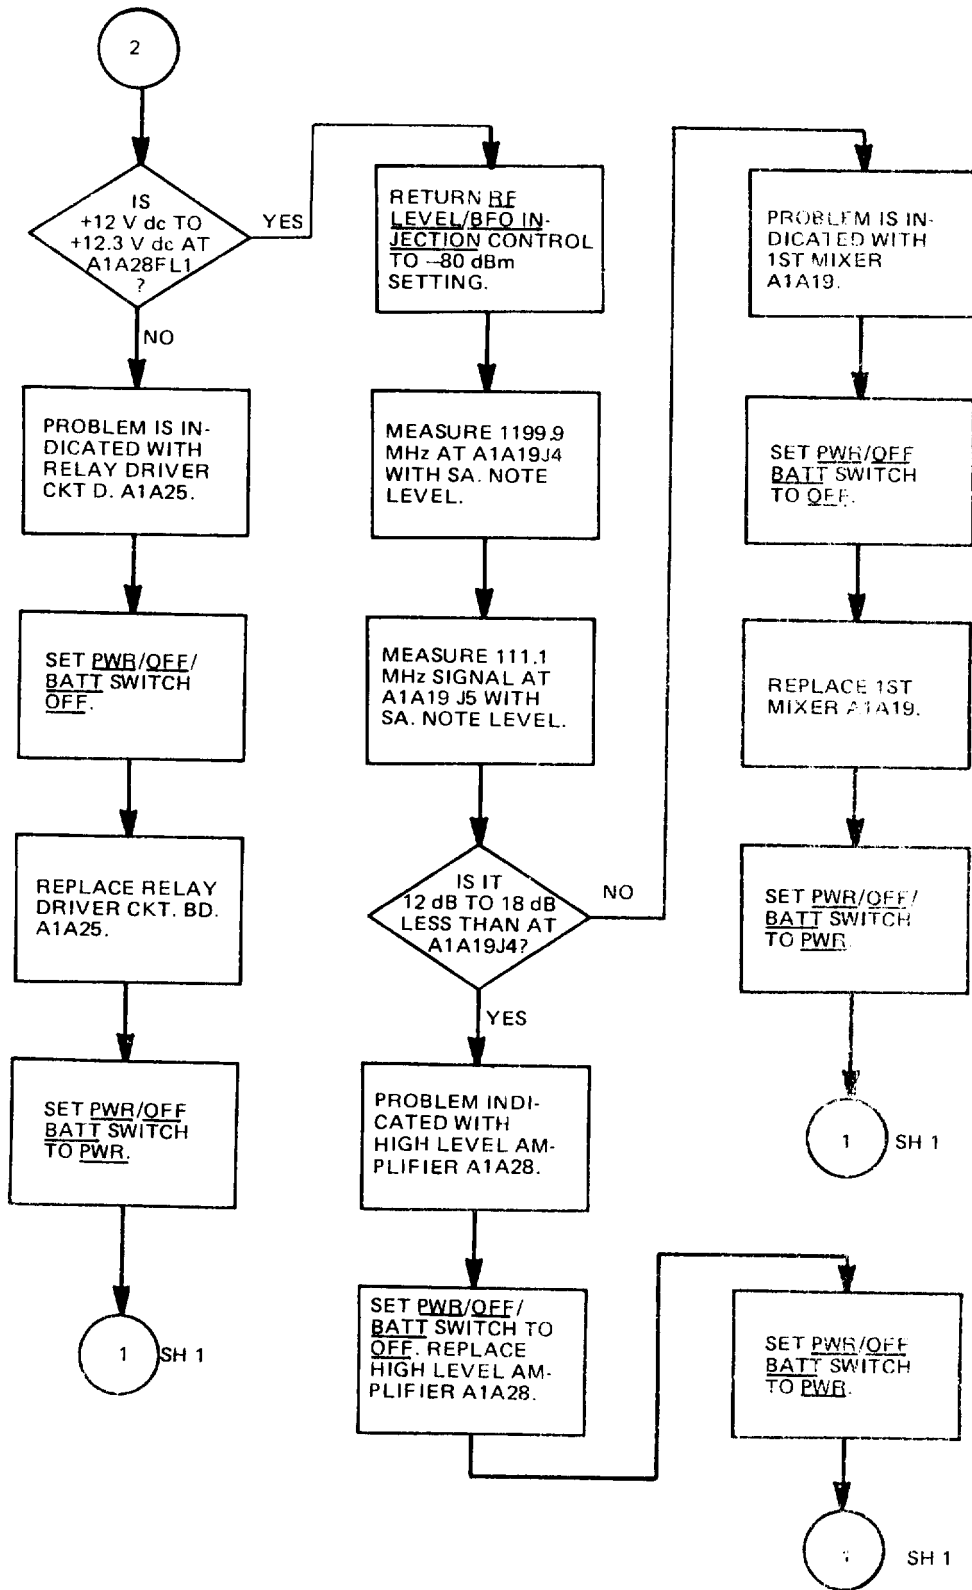 2
IS
+12 V dc TO
+12.3 V dc AT
A1A28FL1
?
YES
NO
PROBLEM IS IN-
DICATED WITH
RELAY DRIVER
CKT D. A1A25.
SET PWR/OFF/
BATT SWITCH
OFF.
REPLACE RELAY
DRIVER CKT. BD.
A1A25.
SET PWR/OFF
BATT SWITCH
TO PWR.
1
SH 1
RETURN RF
LEVEL/BFO IN-
JECTION CONTROL
TO –80 dBm
SETTING.
MEASURE 1199.9
MHz AT A1A19J4
WITH SA. NOTE
LEVEL.
MEASURE 111.1
MHz SIGNAL AT
A1A19 J5 WITH
SA. NOTE LEVEL.
IS IT
12 dB TO 18 dB
LESS THAN AT
A1A19J4?
NO
YES
PROBLEM INDI-
CATED WITH
HIGH LEVEL AM-
PLIFIER A1A28.
SET PWR/OFF/
BATT SWITCH TO
OFF. REPLACE
HIGH LEVEL AM-
PLIFIER A1A28.
PROBLEM IS IN-
DICATED WITH
1ST MIXER
A1A19.
SET PWR/OFF
BATT SWITCH
TO OFF.
REPLACE 1ST
MIXER A1A19.
SET PWR/OFF/
BATT SWITCH
TO PWR.
1
SH 1
SET PWR/OFF
BATT SWITCH
TO PWR.
1
SH 1